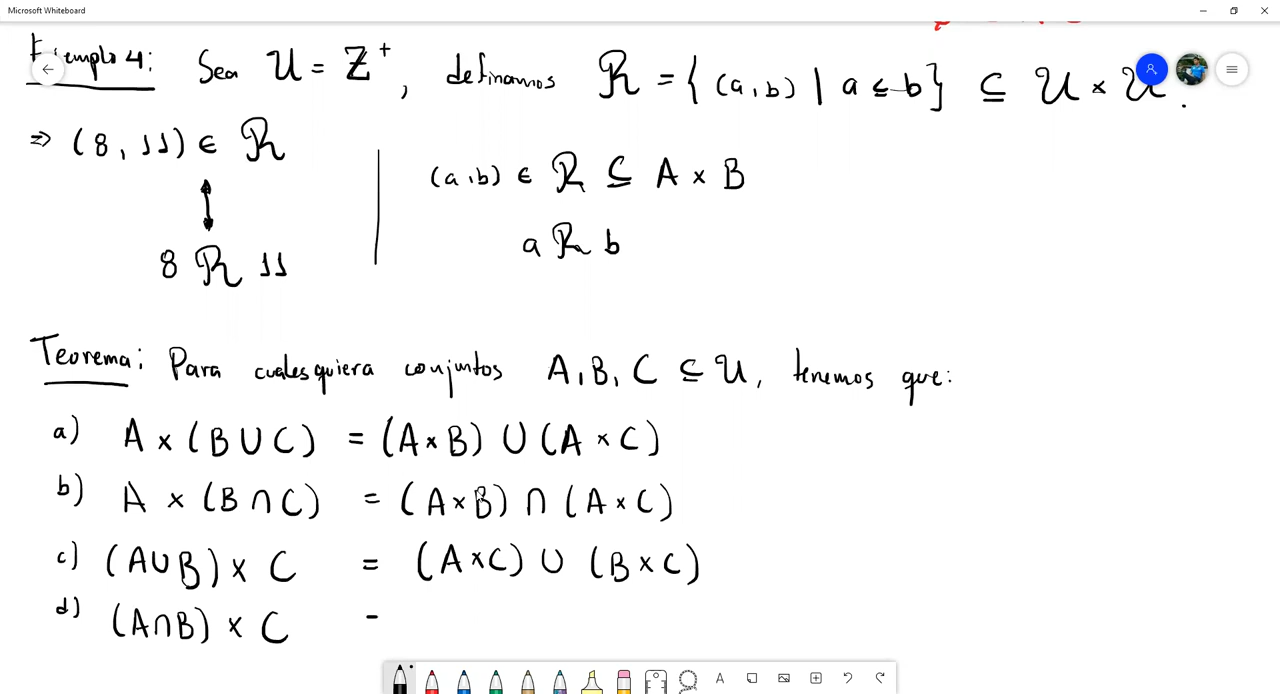 Microsoft Whiteboard
Ejemplo 4: Sea U = Z⁺, definamos R = { (a,b) | a ≤ b} ⊆ U × U.
⇒ (8, 11) ∈ R
(a,b) ∈ R ⊆ A × B
8 R 11
a R b
Teorema: Para cualesquiera conjuntos A, B, C ⊆ U, tenemos que:
a) A × (B ∪ C) = (A × B) ∪ (A × C)
b) A × (B ∩ C) = (A × B) ∩ (A × C)
c) (A ∪ B) × C = (A × C) ∪ (B × C)
d) (A ∩ B) × C =